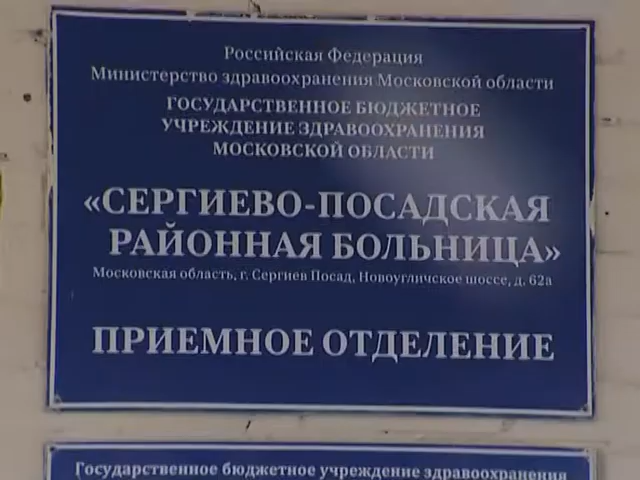 Российская Федерация
Министерство здравоохранения Московской области
ГОСУДАРСТВЕННОЕ БЮДЖЕТНОЕ
УЧРЕЖДЕНИЕ ЗДРАВООХРАНЕНИЯ
МОСКОВСКОЙ ОБЛАСТИ
«СЕРГИЕВО-ПОСАДСКАЯ
РАЙОННАЯ БОЛЬНИЦА»
Московская область, г. Сергиев Посад, Новоугличское шоссе, д. 62а
ПРИЕМНОЕ ОТДЕЛЕНИЕ
Государственное бюджетное учреждение здравоохранения